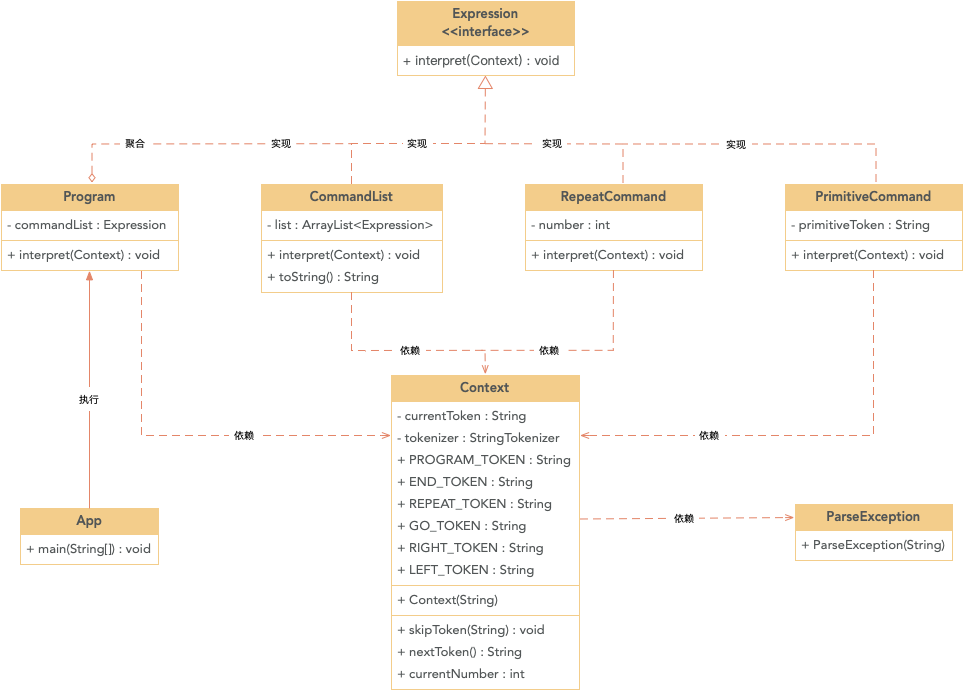 Expression
<<interface>>
+ interpret(Context) : void
聚合
实现
实现
实现
实现
Program
- commandList : Expression
+ interpret(Context) : void
CommandList
- list : ArrayList<Expression>
+ interpret(Context) : void
+ toString() : String
RepeatCommand
- number : int
+ interpret(Context) : void
PrimitiveCommand
- primitiveToken : String
+ interpret(Context) : void
依赖
依赖
执行
依赖
依赖
Context
- currentToken : String
- tokenizer : StringTokenizer
+ PROGRAM_TOKEN : String
+ END_TOKEN : String
+ REPEAT_TOKEN : String
+ GO_TOKEN : String
+ RIGHT_TOKEN : String
+ LEFT_TOKEN : String
+ Context(String)
+ skipToken(String) : void
+ nextToken() : String
+ currentNumber : int
App
+ main(String[]) : void
依赖
ParseException
+ ParseException(String)